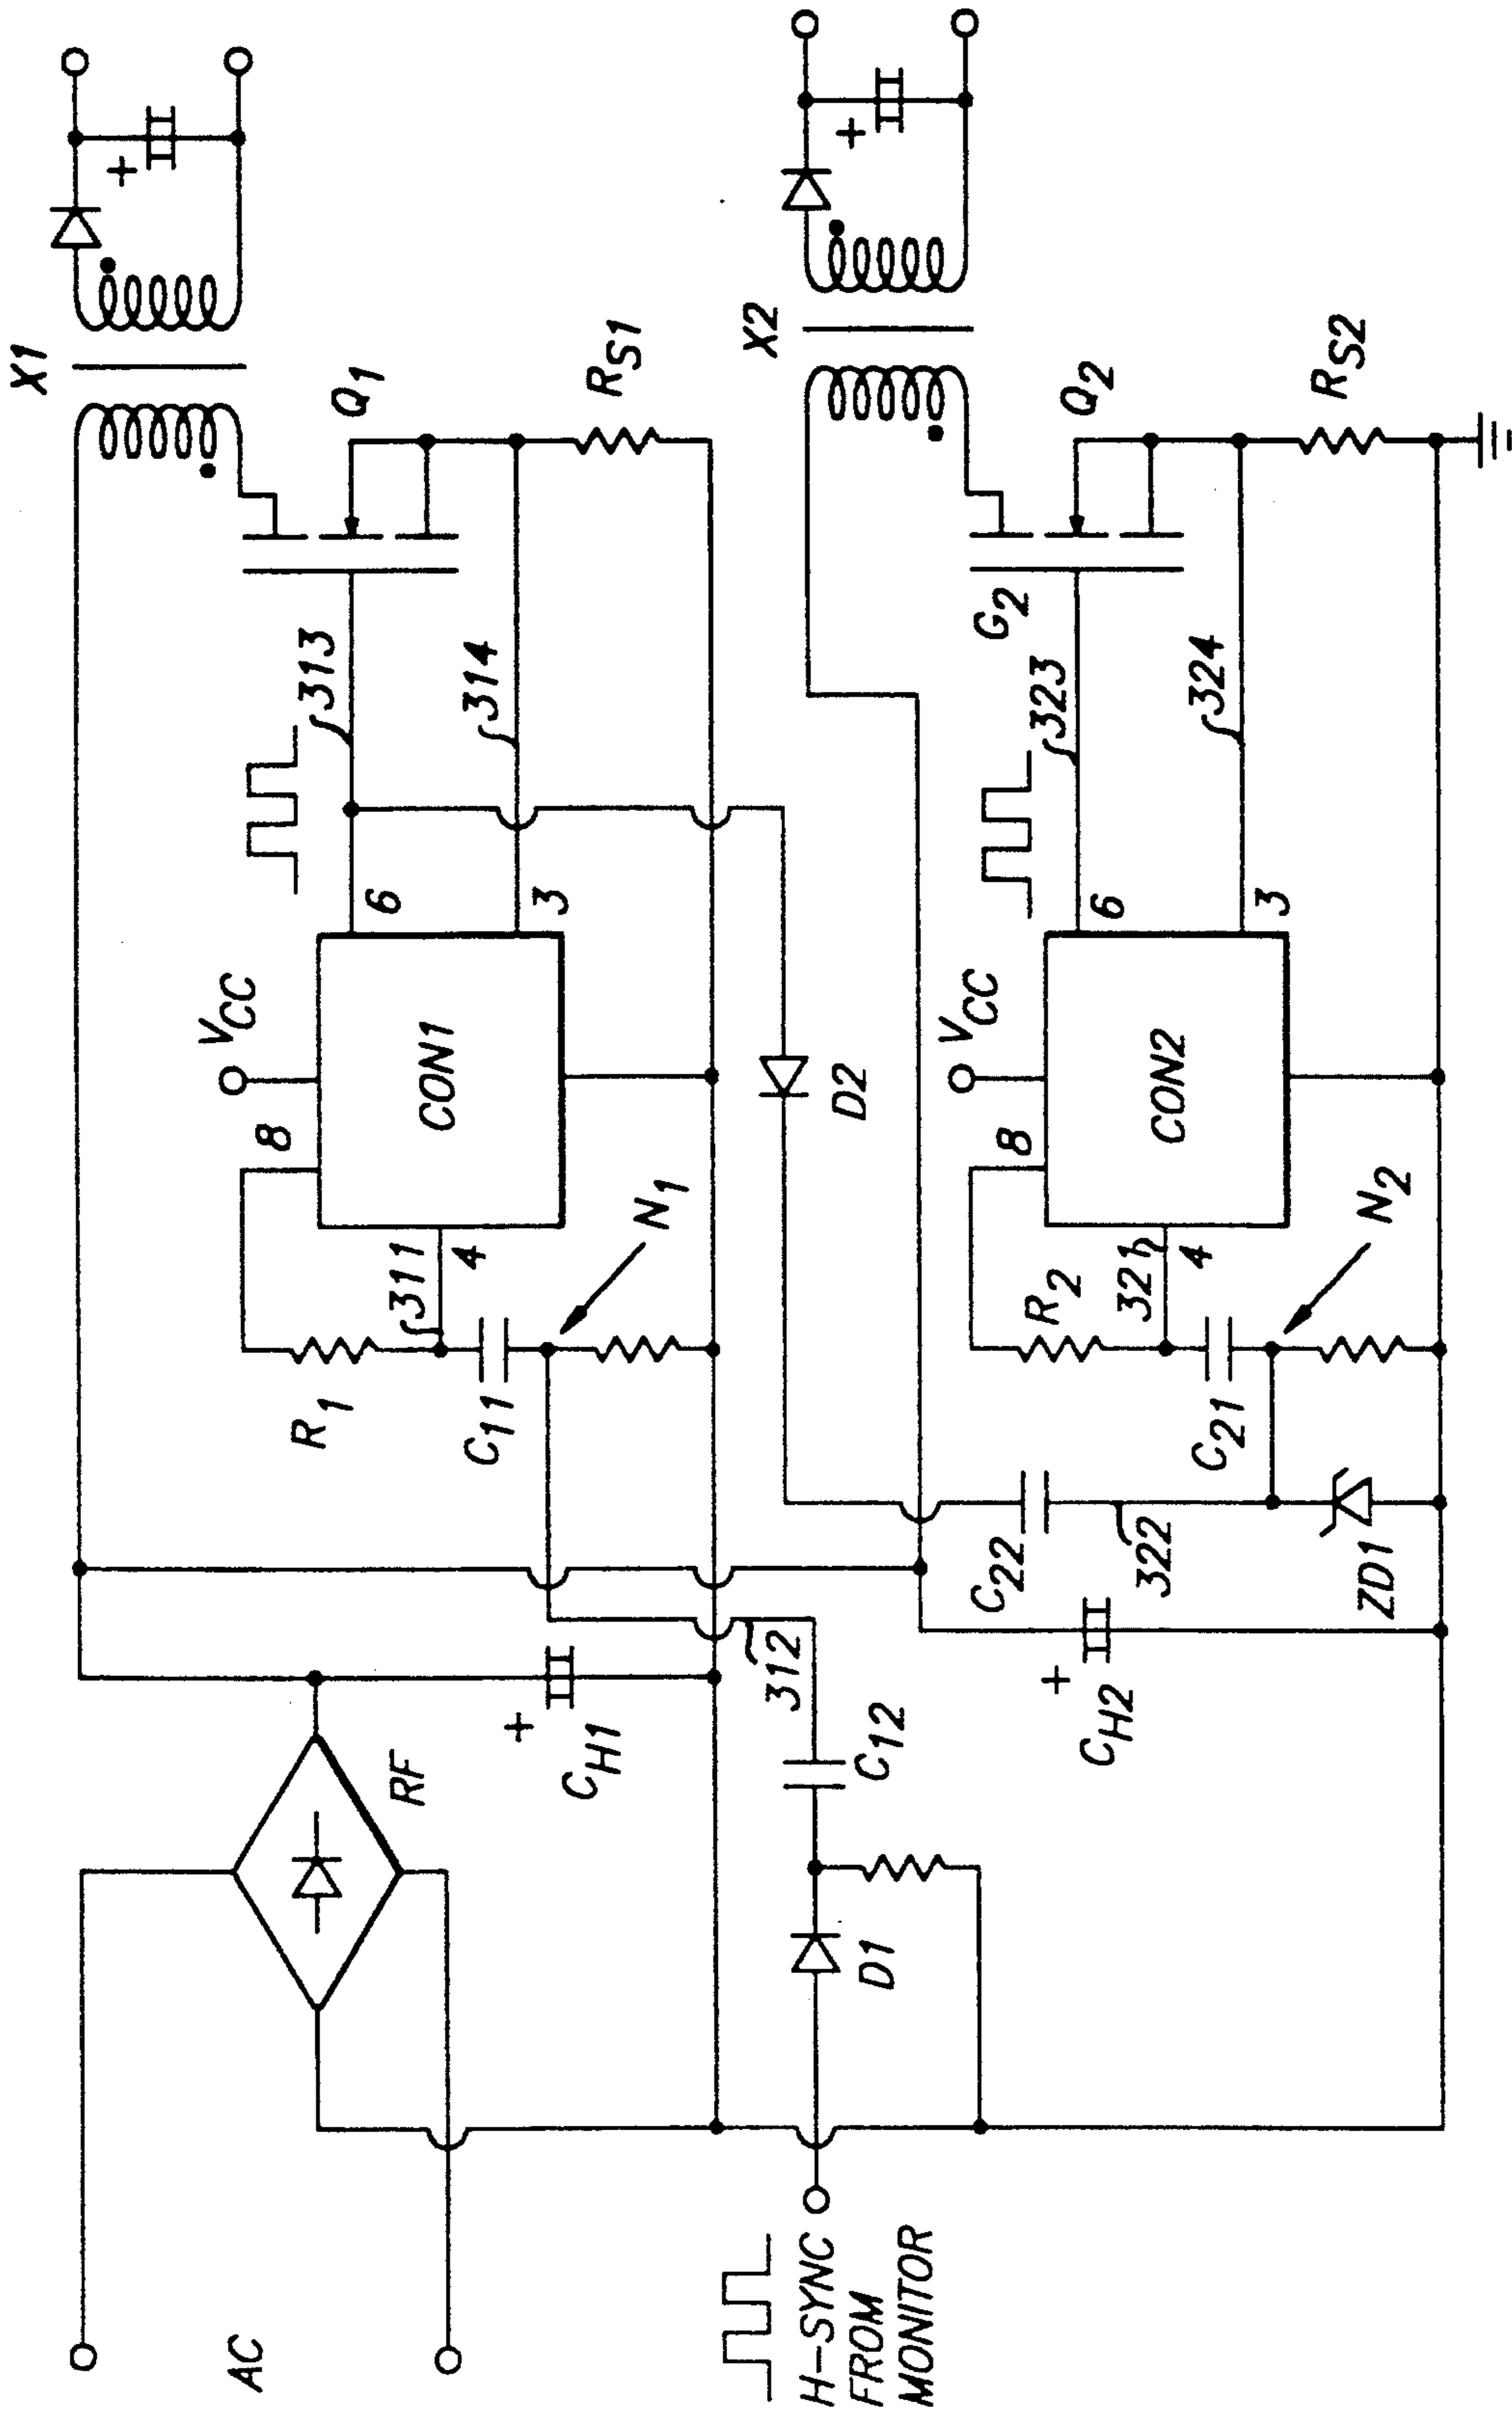 AC
RF
+
CH1
R1
311
4
C11
N1
8
VCC
CON1
6
3
313
314
Q1
RS1
X1
+
H-SYNC
FROM
MONITOR
D1
C12
312
D2
+
CH2
C22
322
ZD1
C21
R2
321
4
N2
8
VCC
CON2
6
3
323
324
G2
Q2
RS2
X2
+